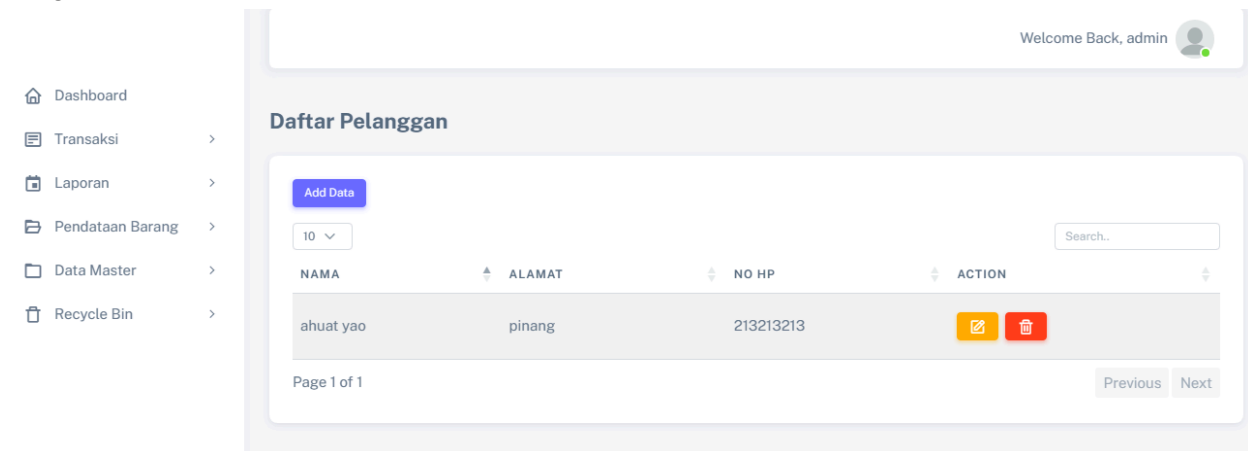 Welcome Back, admin
Dashboard
Transaksi
Laporan
Pendataan Barang
Data Master
Recycle Bin
Daftar Pelanggan
Add Data
10
Search..
NAMA ALAMAT NO HP ACTION
ahuat yao pinang 213213213
Page 1 of 1
Previous Next